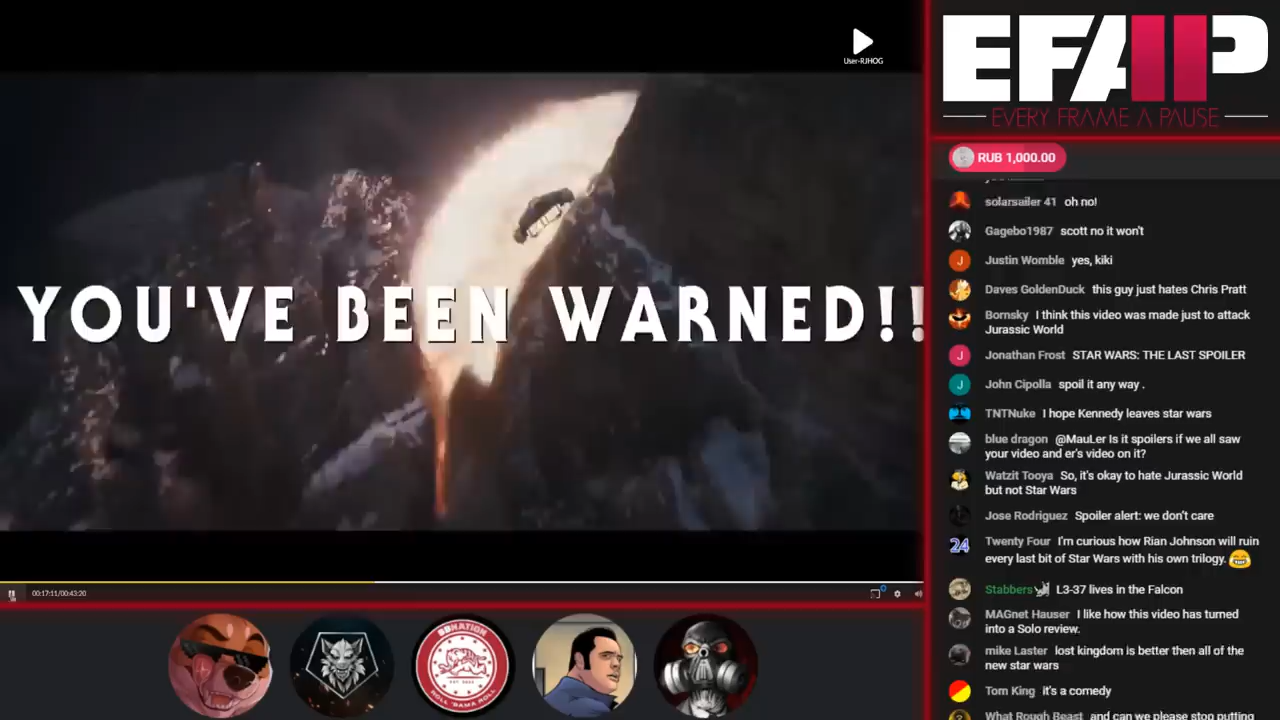 User-RJHOG
YOU'VE BEEN WARNED!!
00:17:11/00:43:20
BBNATION
ROLL 'BAMA ROLL
EFAP
EVERY FRAME A PAUSE
RUB 1,000.00
solarsailer 41 oh no!
Gagebo1987 scott no it won't
J Justin Womble yes, kiki
Daves GoldenDuck this guy just hates Chris Pratt
Bornsky I think this video was made just to attack
Jurassic World
J Jonathan Frost STAR WARS: THE LAST SPOILER
J John Cipolla spoil it any way .
TNTNuke I hope Kennedy leaves star wars
blue dragon @MauLer Is it spoilers if we all saw
your video and er's video on it?
Watzit Tooya So, it's okay to hate Jurassic World
but not Star Wars
Jose Rodriguez Spoiler alert: we don't care
24 Twenty Four I'm curious how Rian Johnson will ruin
every last bit of Star Wars with his own trilogy. 😂
Stabbers L3-37 lives in the Falcon
MAGnet Hauser I like how this video has turned
into a Solo review.
mike Laster lost kingdom is better then all of the
new star wars
Tom King it's a comedy
What Rough Beast and can we please stop putting